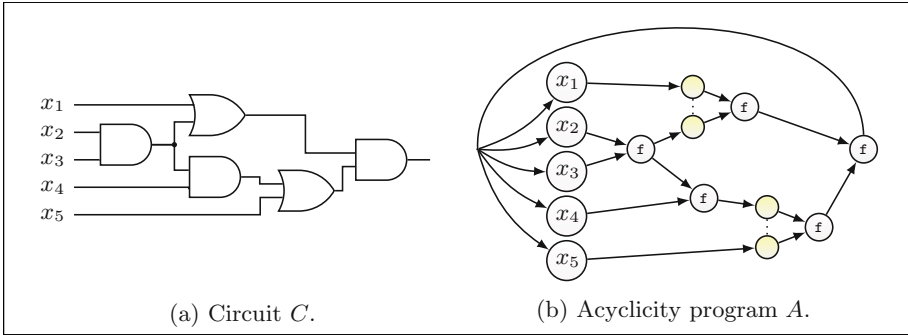 x₁
x₂
x₃
x₄
x₅
(a) Circuit C.
x₁
x₂
x₃
x₄
x₅
f
f
f
f
f
(b) Acyclicity program A.